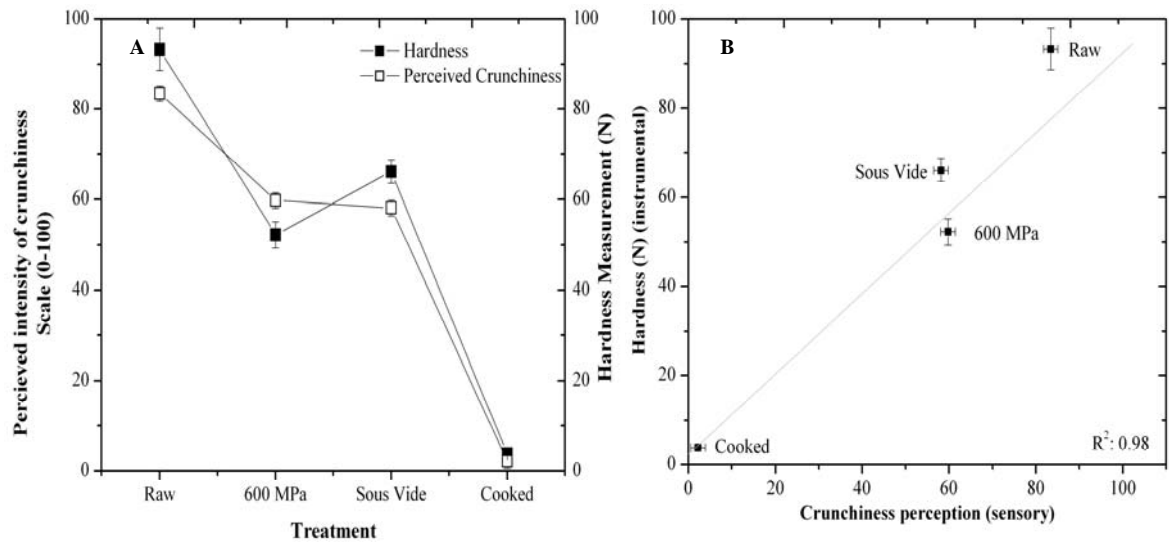 A
Hardness
Perceived Crunchiness
100
80
60
40
20
0
Percieved intensity of crunchiness
Scale (0-100)
100
80
60
40
20
0
Hardness Measurement (N)
Raw
600 MPa
Sous Vide
Cooked
Treatment
B
Raw
Sous Vide
600 MPa
Cooked
R2: 0.98
100
80
60
40
20
0
Hardness (N) (instrumental)
0
20
40
60
80
100
Crunchiness perception (sensory)